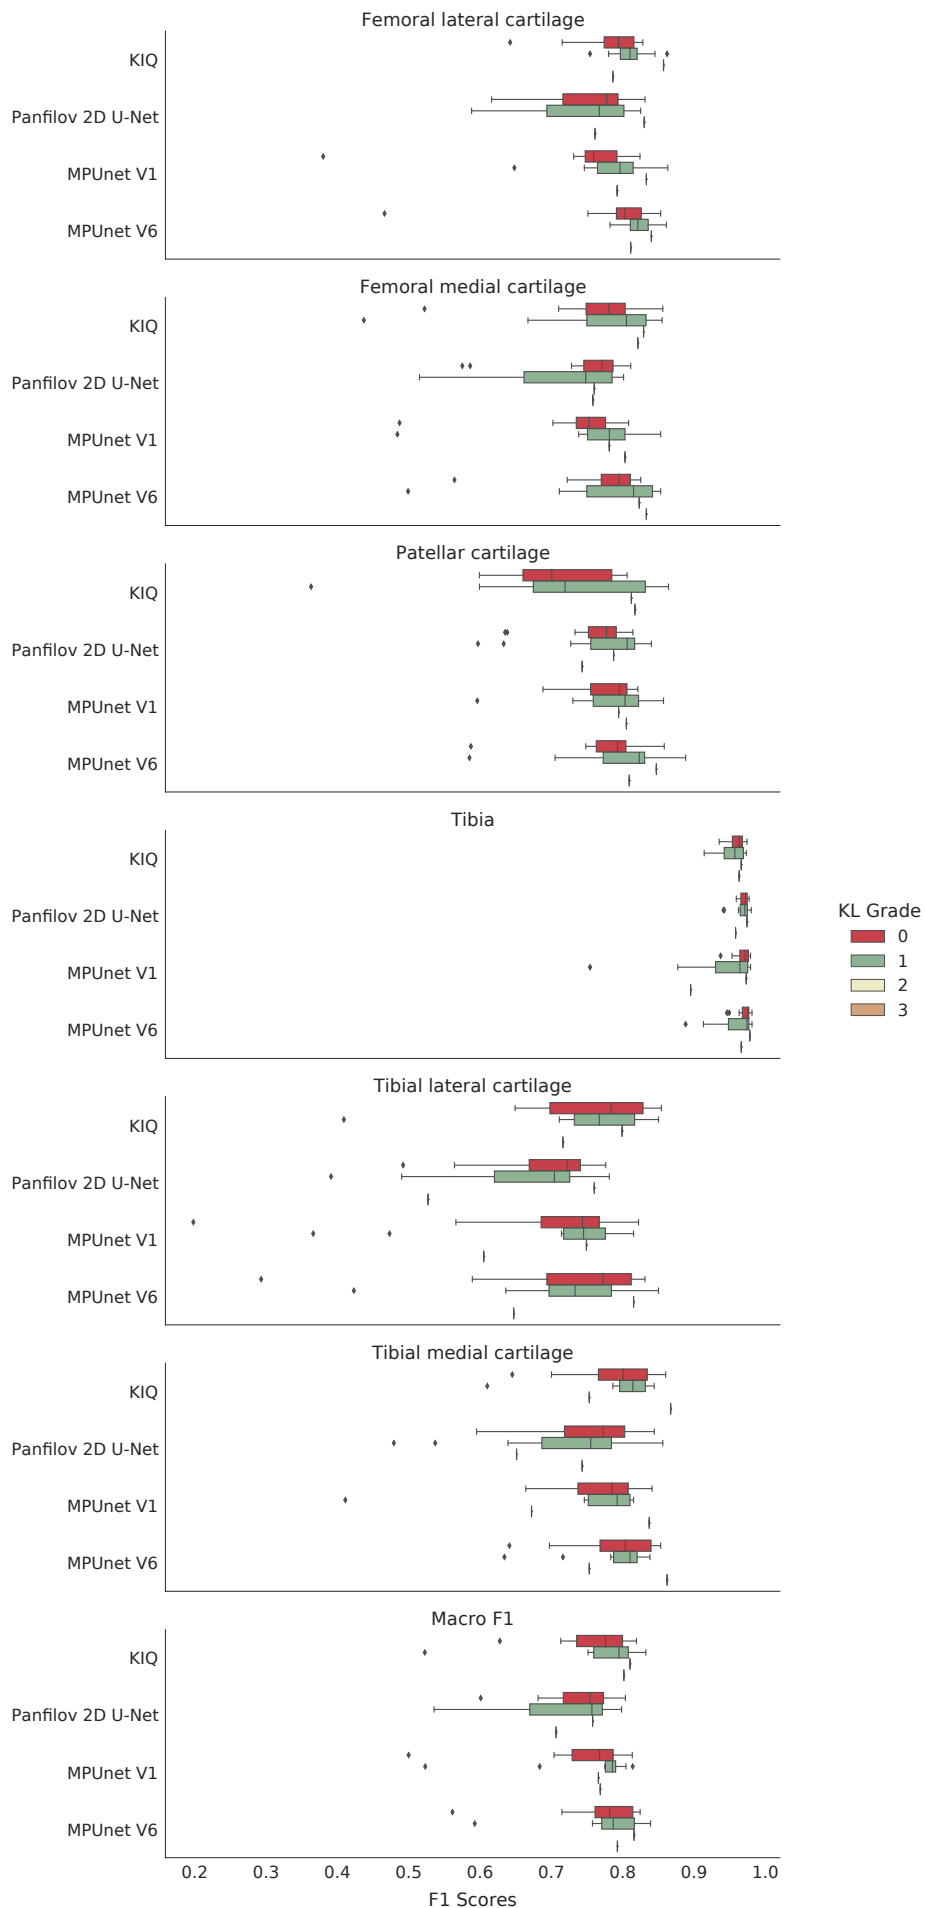 Femoral lateral cartilage
KIQ
Panfilov 2D U-Net
MPUnet V1
MPUnet V6
Femoral medial cartilage
KIQ
Panfilov 2D U-Net
MPUnet V1
MPUnet V6
Patellar cartilage
KIQ
Panfilov 2D U-Net
MPUnet V1
MPUnet V6
Tibia
KIQ
Panfilov 2D U-Net
MPUnet V1
MPUnet V6
KL Grade
0
1
2
3
Tibial lateral cartilage
KIQ
Panfilov 2D U-Net
MPUnet V1
MPUnet V6
Tibial medial cartilage
KIQ
Panfilov 2D U-Net
MPUnet V1
MPUnet V6
Macro F1
KIQ
Panfilov 2D U-Net
MPUnet V1
MPUnet V6
0.2 0.3 0.4 0.5 0.6 0.7 0.8 0.9 1.0
F1 Scores